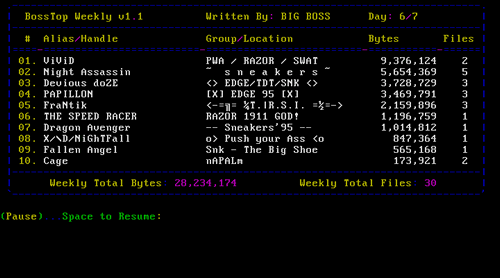 BossTop Weekly v1.1 Written By: BIG BOSS Day: 6/7
# Alias/Handle Group/Location Bytes Files
01. ViViD PWA / RAZOR / SWAT 9,376,124 2
02. Night Assassin ~ s n e a k e r s ~ 5,654,369 5
03. Devious doZE <> EDGE/TDT/SNK <> 3,728,729 3
04. PAPILLON [X] EDGE 95 [X] 3,469,791 3
05. FraNtik <-=╗= ¼T.IR.S.I. =½=-> 2,159,896 3
06. THE SPEED RACER RAZOR 1911 GOD! 1,196,759 1
07. Dragon Avenger -- Sneakers'95 -- 1,014,812 1
08. X/\D/NiGhTFall o> Push your Ass <o 847,364 1
09. Fallen Angel Snk - The Big Shoe 565,168 1
10. Cage nAPALm 173,921 2
Weekly Total Bytes: 28,234,174 Weekly Total Files: 30
(Pause)... Space to Resume: